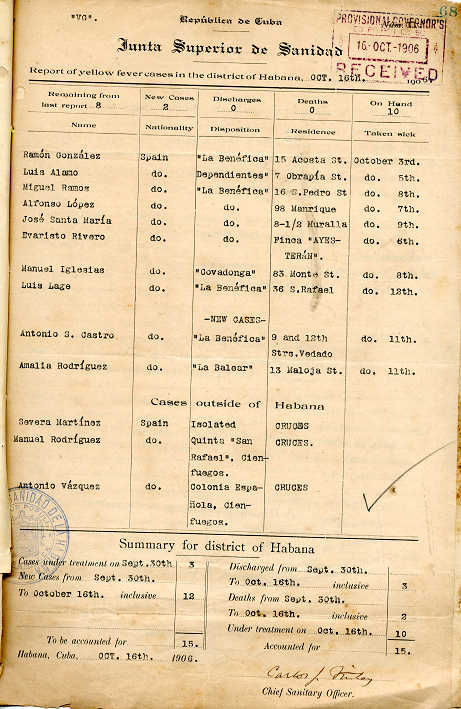 "VG".
República de Cuba
68
Junta Superior de Sanidad
PROVISIONAL GOVERNOR'S
OFFICE
16-OCT-1906
RECEIVED
Report of yellow fever cases in the district of Habana, OCT. 16th. 190
Remaining from last report 8 New Cases 2 Discharges 0 Deaths 0 On Hand 10
Name Nationality Disposition Residence Taken sick
Ramón González Spain "La Benéfica" 15 Acosta St. October 3rd.
Luis Alamo do. Dependientes" 7 Obrapía St. do. 5th.
Miguel Ramos do. "La Benéfica" 16 S.Pedro St do. 8th.
Alfonso López do. do. 98 Manrique do. 7th.
José Santa María do. do. 8-1/2 Muralla do. 9th.
Evaristo Rivero do. do. Finca "AYES-
TERÁN". do. 6th.
Manuel Iglesias do. "Covadonga" 83 Monte St. do. 8th.
Luis Lage do. "La Benéfica" 36 S.Rafael do. 12th.
-NEW CASES-
Antonio S. Castro do. "La Benéfica" 9 and 12th do. 11th.
Strs.Vedado
Amalia Rodríguez do. "La Balear" 13 Maloja St. do. 11th.
Cases outside of Habana
Severa Martínez Spain Isolated CRUCES
Manuel Rodríguez do. Quinta "San CRUCES.
Rafael", Cien-
fuegos.
Antonio Vázquez do. Colonia Espa- CRUCES
ñola, Cien-
fuegos.
SANIDAD DE LA
Summary for district of Habana
Cases under treatment on Sept. 30th. 3
New Cases from Sept. 30th.
To October 16th. inclusive 12
To be accounted for 15.
Habana, Cuba. OCT. 16th. 1906.
Discharged from Sept. 30th.
To Oct. 16th. inclusive 3
Deaths from Sept. 30th.
To Oct. 16th. inclusive 2
Under treatment on Oct. 16th. 10
Accounted for 15.
Carlos J. Finlay
Chief Sanitary Officer.